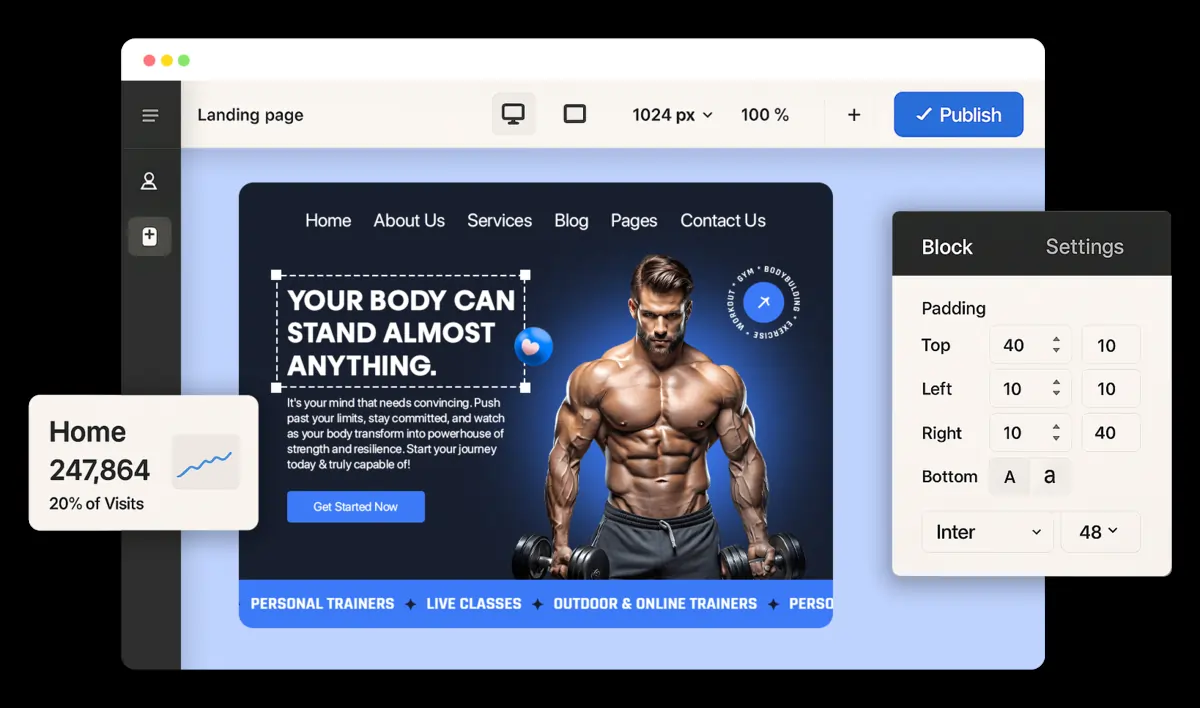 Landing page
1024 px
100 %
+
Publish
Home
About Us
Services
Blog
Pages
Contact Us
YOUR BODY CAN
STAND ALMOST
ANYTHING.
It's your mind that needs convincing. Push
past your limits, stay committed, and watch
as your body transform into powerhouse of
strength and resilience. Start your journey
today & truly capable of!
Get Started Now
GYM * BODYBUILDING * EXERCISE * WORKOUT *
PERSONAL TRAINERS ✦ LIVE CLASSES ✦ OUTDOOR & ONLINE TRAINERS ✦ PERSO
Home
247,864
20% of Visits
Block
Settings
Padding
Top 40 10
Left 10 10
Right 10 40
Bottom A a
Inter 48